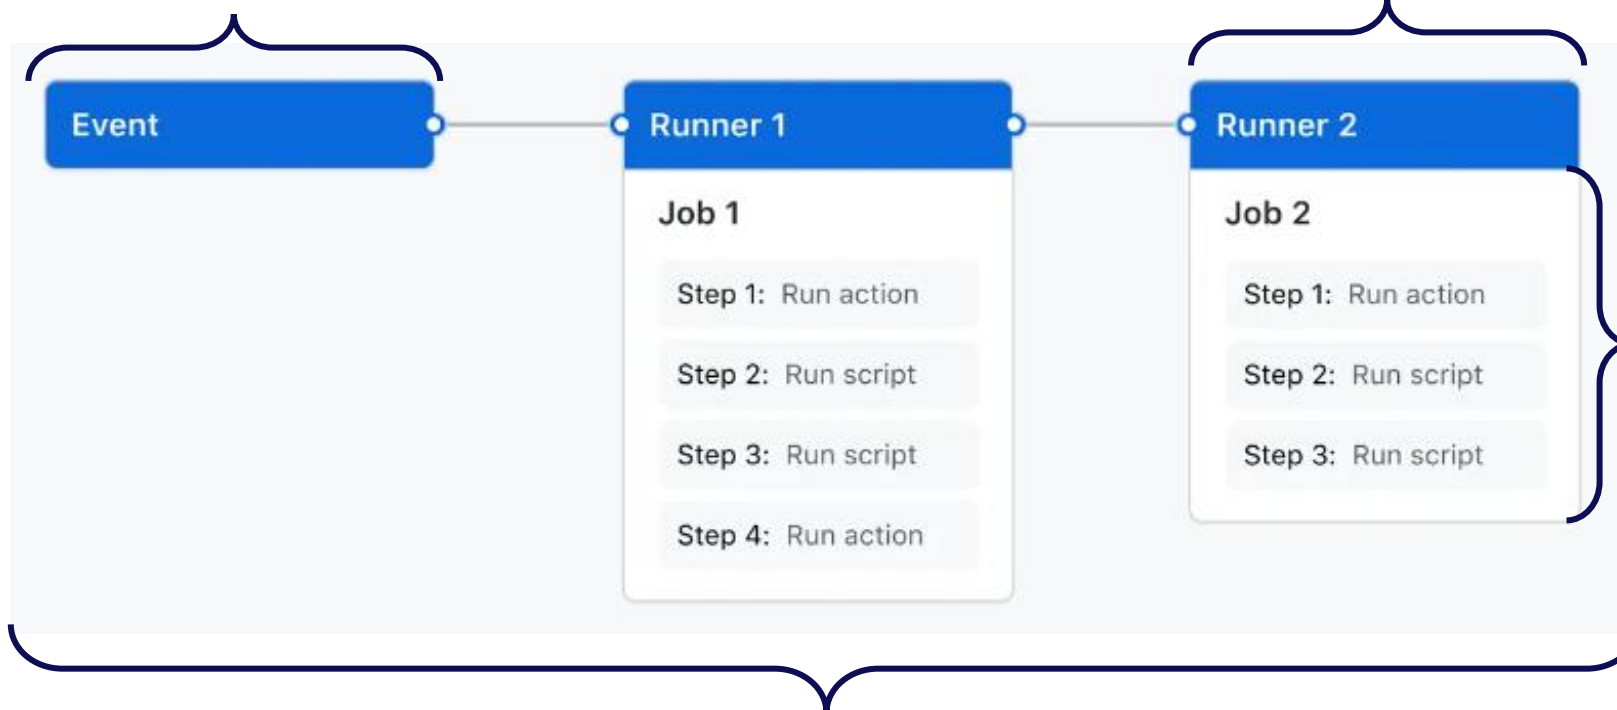 Event
Runner 1
Job 1
Step 1: Run action
Step 2: Run script
Step 3: Run script
Step 4: Run action
Runner 2
Job 2
Step 1: Run action
Step 2: Run script
Step 3: Run script